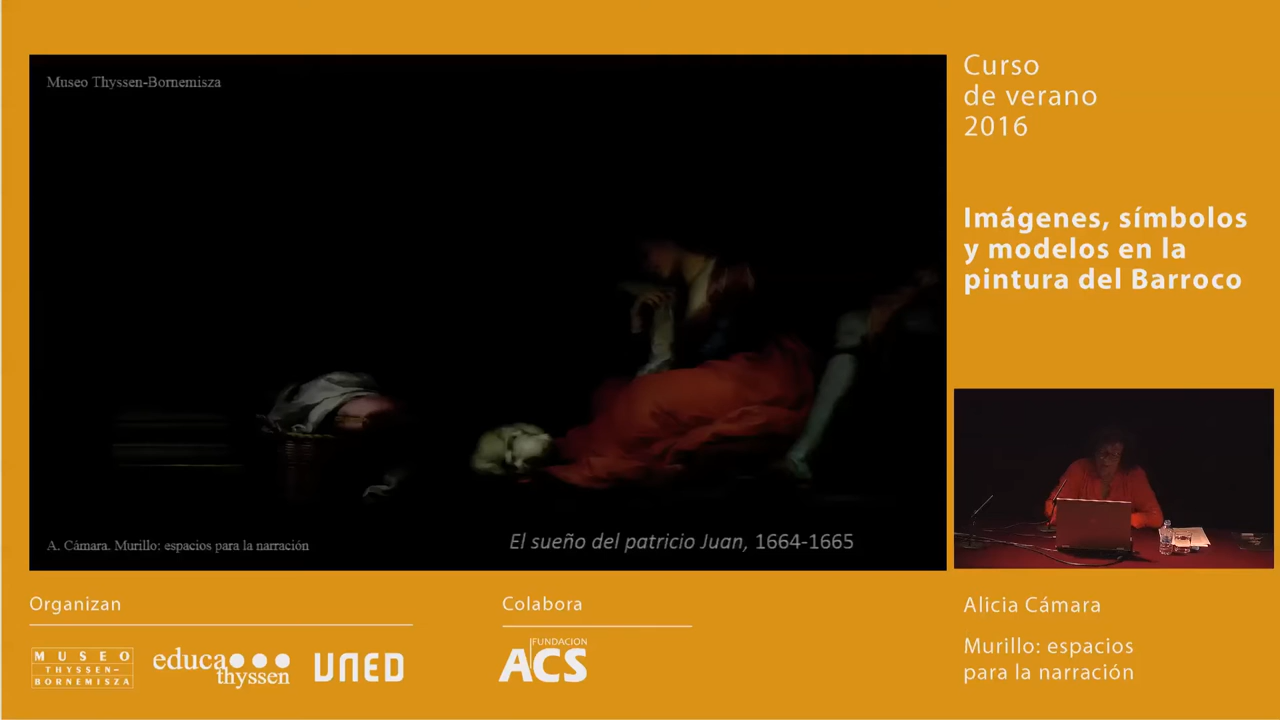 Museo Thyssen-Bornemisza
A. Cámara. Murillo: espacios para la narración
El sueño del patricio Juan, 1664-1665
Curso
de verano
2016
Imágenes, símbolos
y modelos en la
pintura del Barroco
Alicia Cámara
Murillo: espacios
para la narración
Organizan
MUSEO
THYSSEN-
BORNEMISZA
educa
thyssen
UNED
Colabora
FUNDACION
ACS